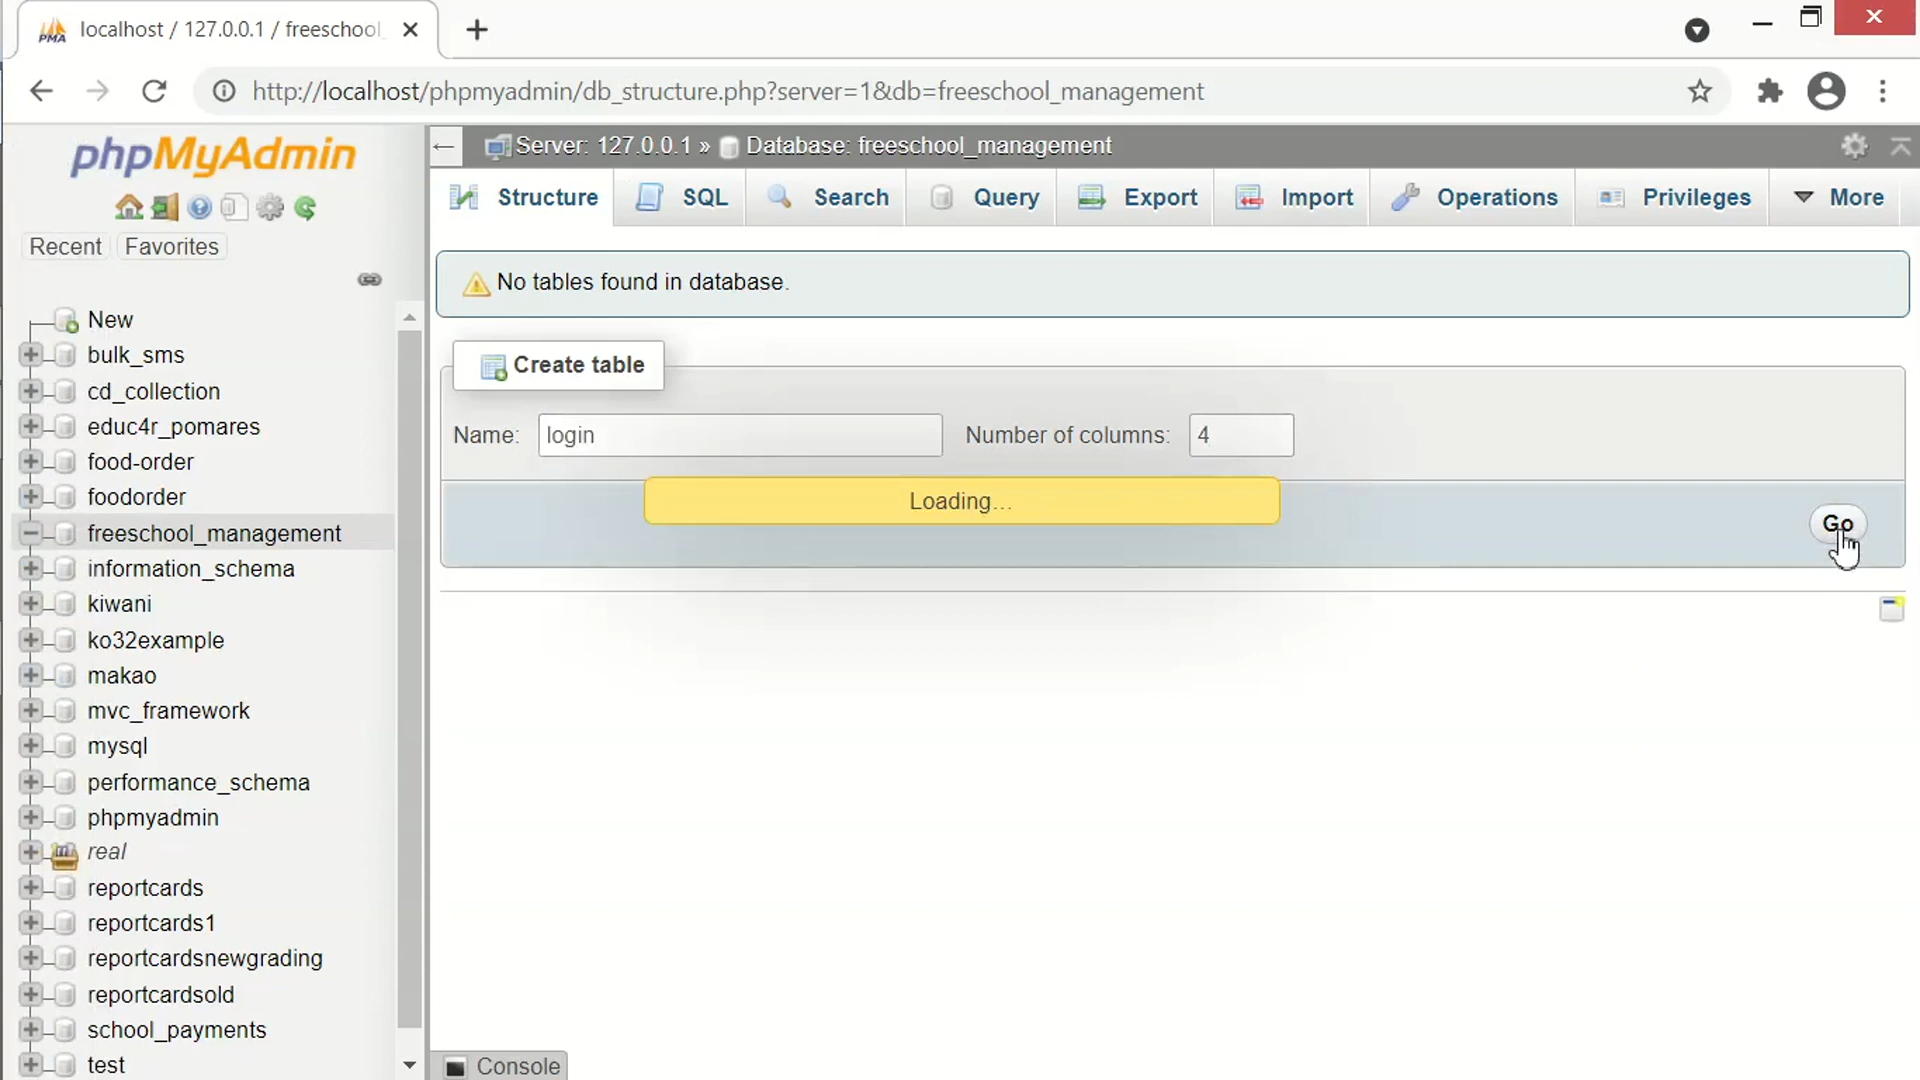 localhost / 127.0.0.1 / freeschool_
http://localhost/phpmyadmin/db_structure.php?server=1&db=freeschool_management
phpMyAdmin
Recent Favorites
New
bulk_sms
cd_collection
educ4r_pomares
food-order
foodorder
freeschool_management
information_schema
kiwani
ko32example
makao
mvc_framework
mysql
performance_schema
phpmyadmin
real
reportcards
reportcards1
reportcardsnewgrading
reportcardsold
school_payments
test
Server: 127.0.0.1 » Database: freeschool_management
Structure SQL Search Query Export Import Operations Privileges More
No tables found in database.
Create table
Name: login Number of columns: 4
Loading...
Go
Console